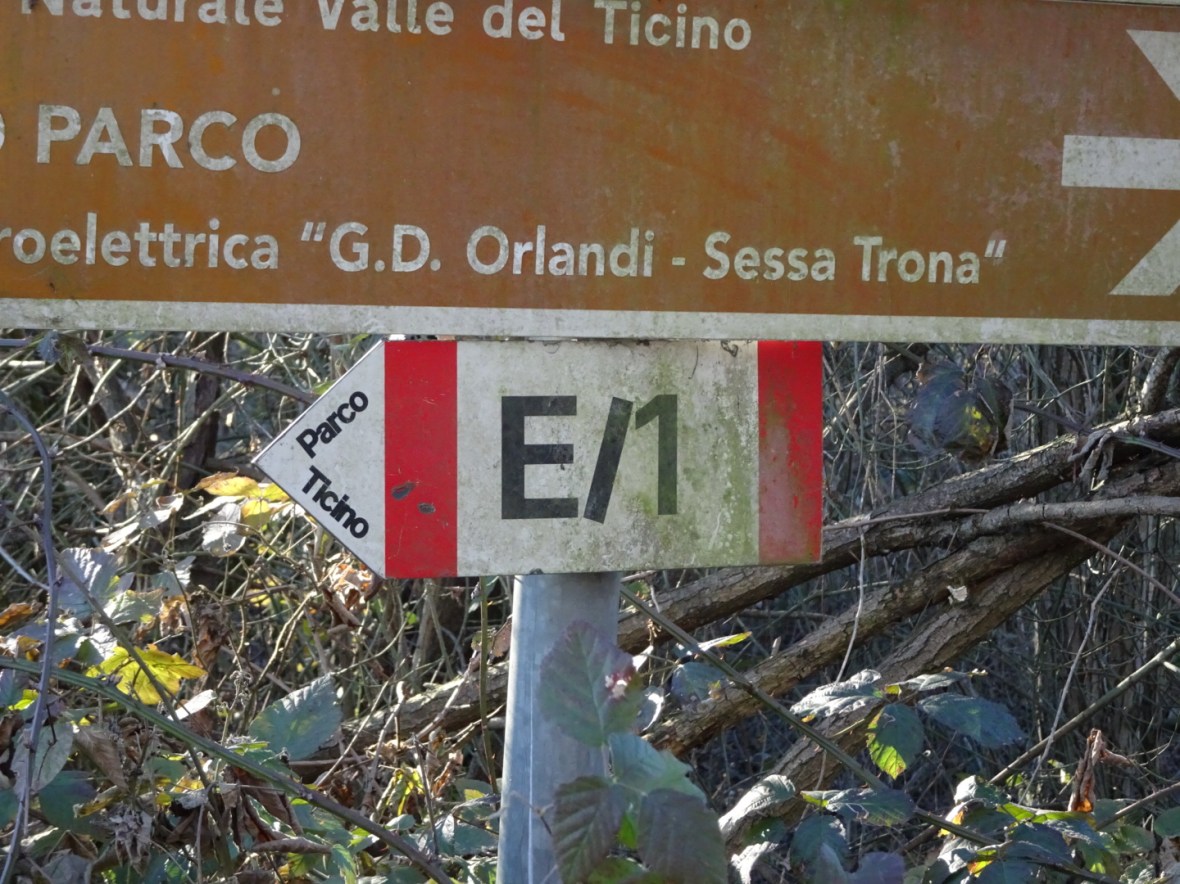 Naturale Valle del Ticino
PARCO
roelettrica “G.D. Orlandi - Sessa Trona“
Parco
Ticino
E/1